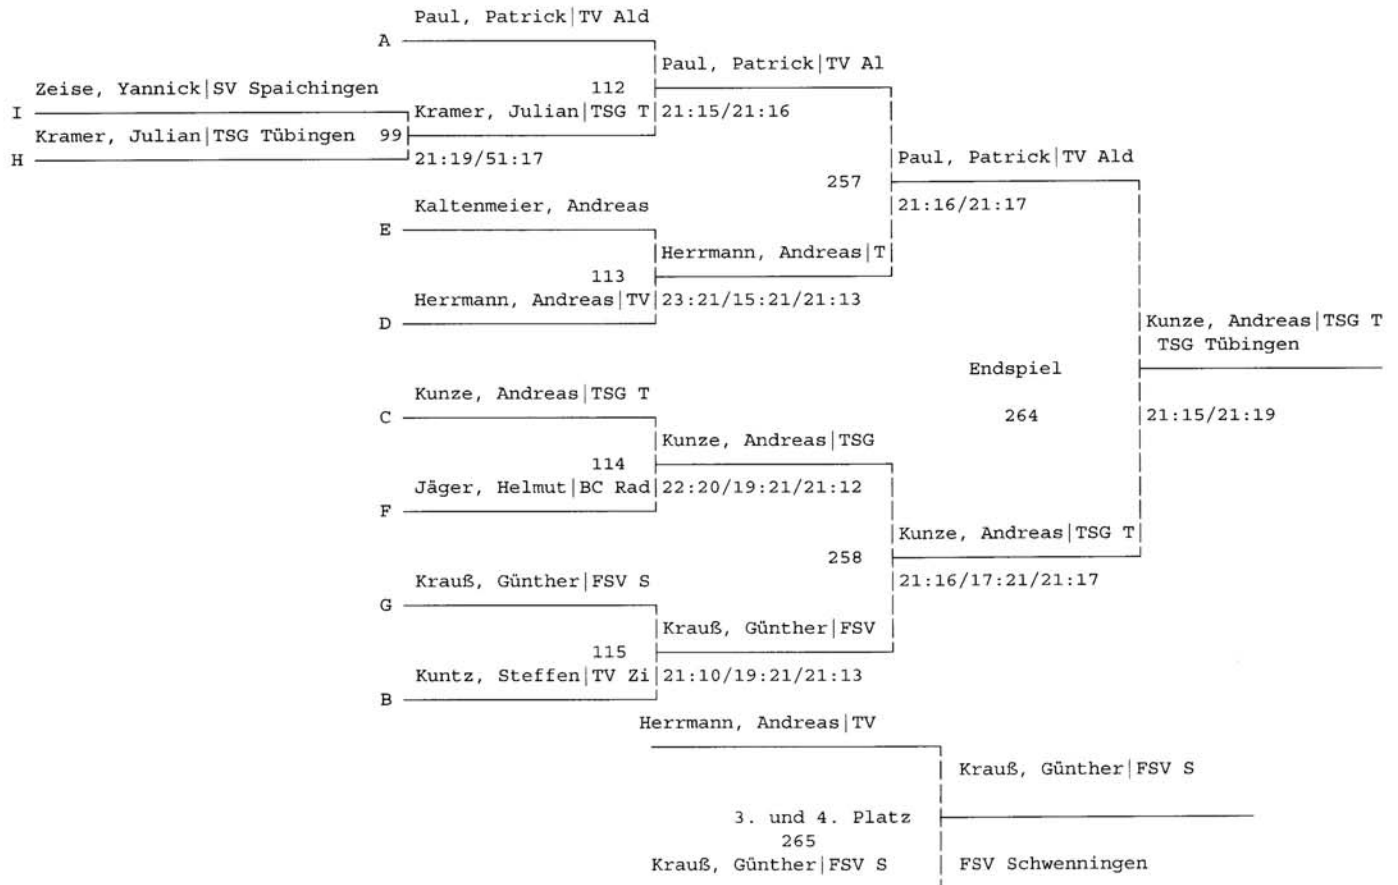 Paul, Patrick|TV Ald
A
Paul, Patrick|TV Al
Zeise, Yannick|SV Spaichingen
112
I
Kramer, Julian|TSG T
21:15/21:16
Kramer, Julian|TSG Tübingen 99
H
21:19/51:17
Paul, Patrick|TV Ald
257
Kaltenmeier, Andreas
21:16/21:17
E
Herrmann, Andreas|T
113
Herrmann, Andreas|TV
23:21/15:21/21:13
D
Kunze, Andreas|TSG T
TSG Tübingen
Endspiel
Kunze, Andreas|TSG T
C
264
21:15/21:19
Kunze, Andreas|TSG
114
Jäger, Helmut|BC Rad
22:20/19:21/21:12
F
Kunze, Andreas|TSG T
258
Krauß, Günther|FSV S
21:16/17:21/21:17
G
Krauß, Günther|FSV
115
Kuntz, Steffen|TV Zi
21:10/19:21/21:13
B
Herrmann, Andreas|TV
Krauß, Günther|FSV S
3. und 4. Platz
265
Krauß, Günther|FSV S
FSV Schwenningen